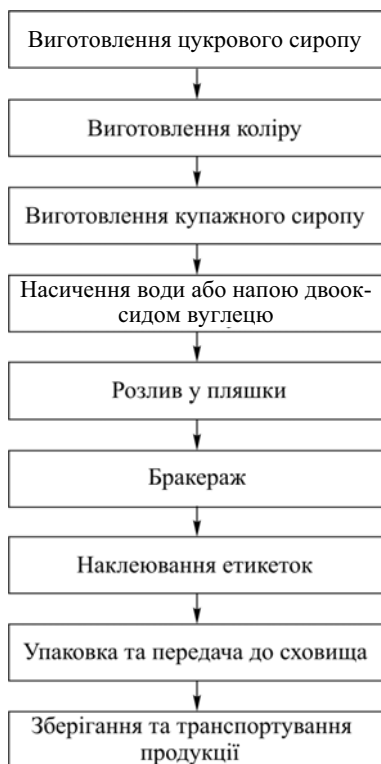 Виготовлення цукрового сиропу
Виготовлення коліру
Виготовлення купажного сиропу
Насичення води або напою двоок-
сидом вуглецю
Розлив у пляшки
Бракераж
Наклеювання етикеток
Упаковка та передача до сховища
Зберігання та транспортування
продукції